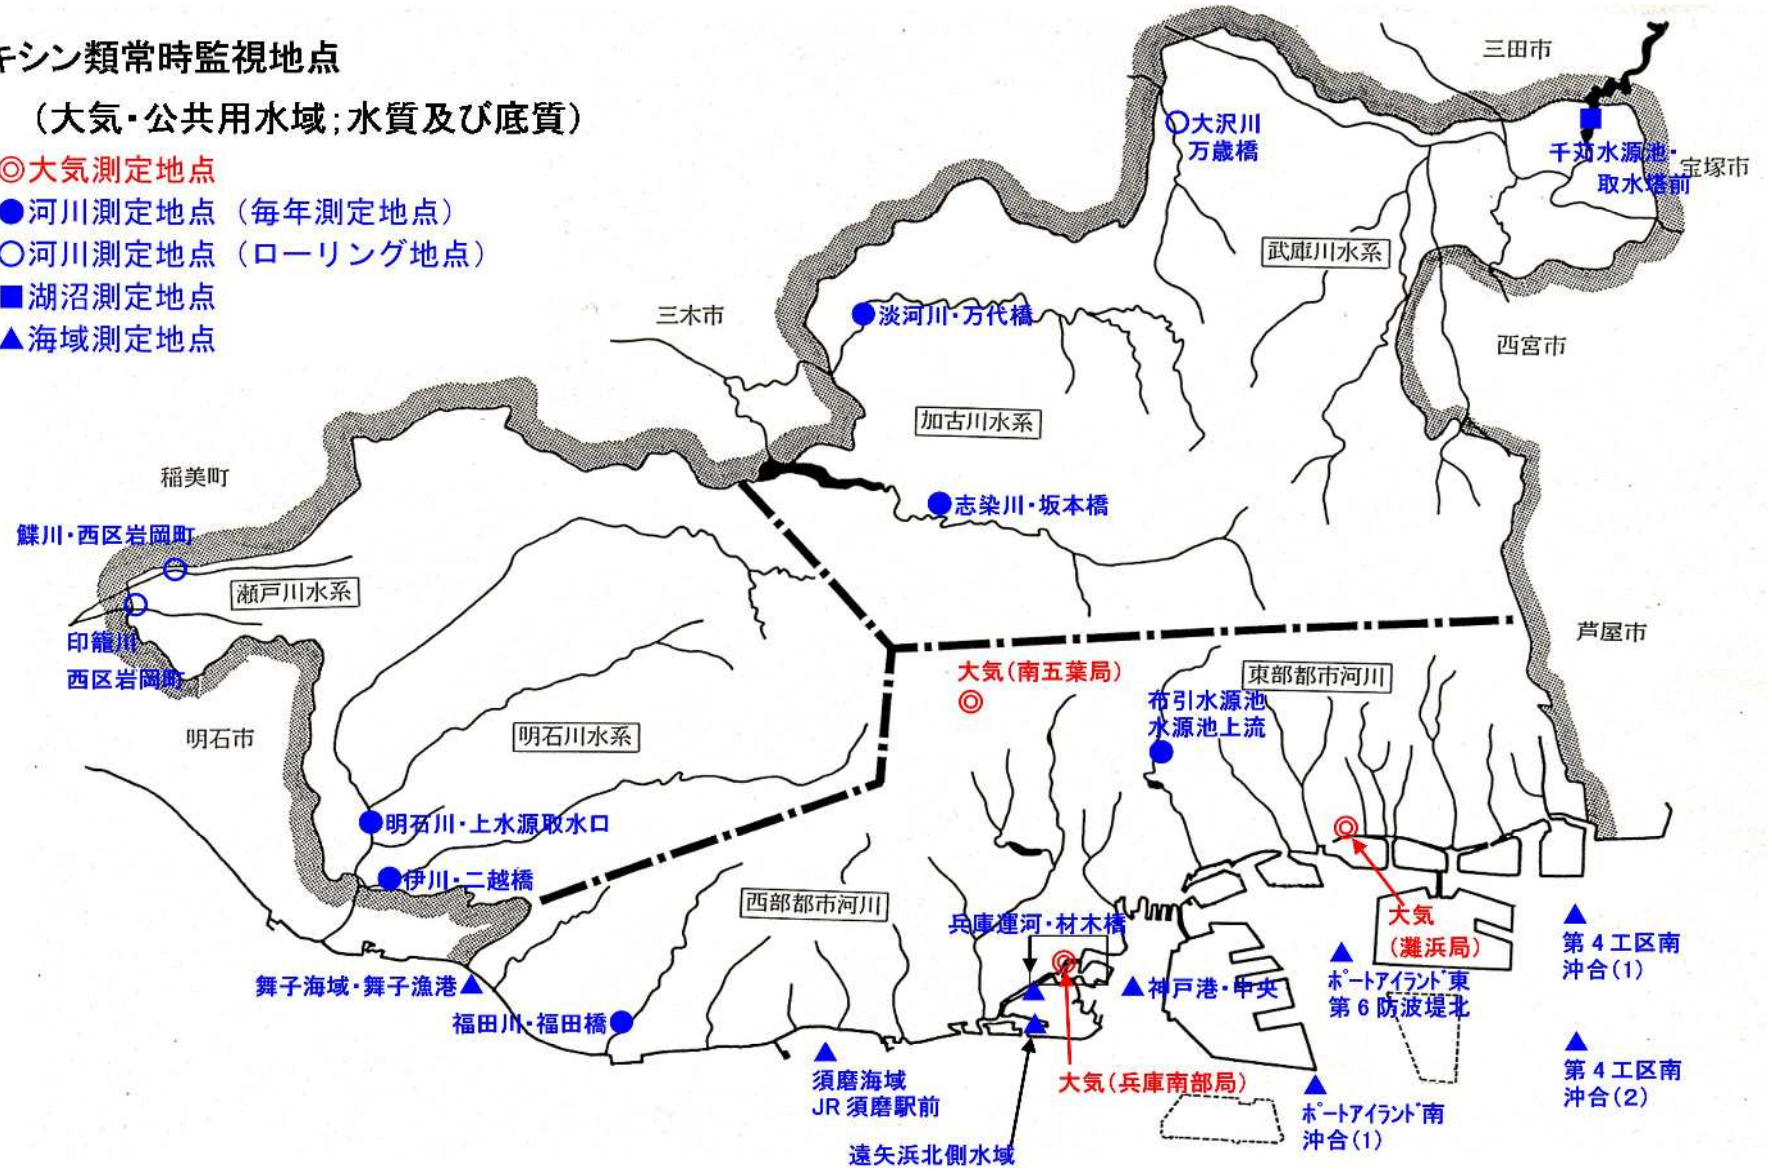 キシン類常時監視地点
(大気・公共用水域;水質及び底質)
◎大気測定地点
●河川測定地点（毎年測定地点）
○河川測定地点（ローリング地点）
■湖沼測定地点
▲海域測定地点
三田市
大沢川
万歳橋
千苅水源池・
取水塔前
宝塚市
武庫川水系
三木市
淡河川・万代橋
西宮市
加古川水系
稲美町
志染川・坂本橋
鰈川・西区岩岡町
瀬戸川水系
印籠川
西区岩岡町
芦屋市
大気(南五葉局)
東部都市河川
布引水源池
水源池上流
明石市
明石川水系
明石川・上水源取水口
伊川・二越橋
西部都市河川
兵庫運河・材木橋
大気
(灘浜局)
第4工区南
沖合(1)
舞子海域・舞子漁港
神戸港・中央
ポートアイランド東
第6防波堤北
福田川・福田橋
須磨海域
JR須磨駅前
大気(兵庫南部局)
第4工区南
沖合(2)
ポートアイランド南
沖合(1)
遠矢浜北側水域